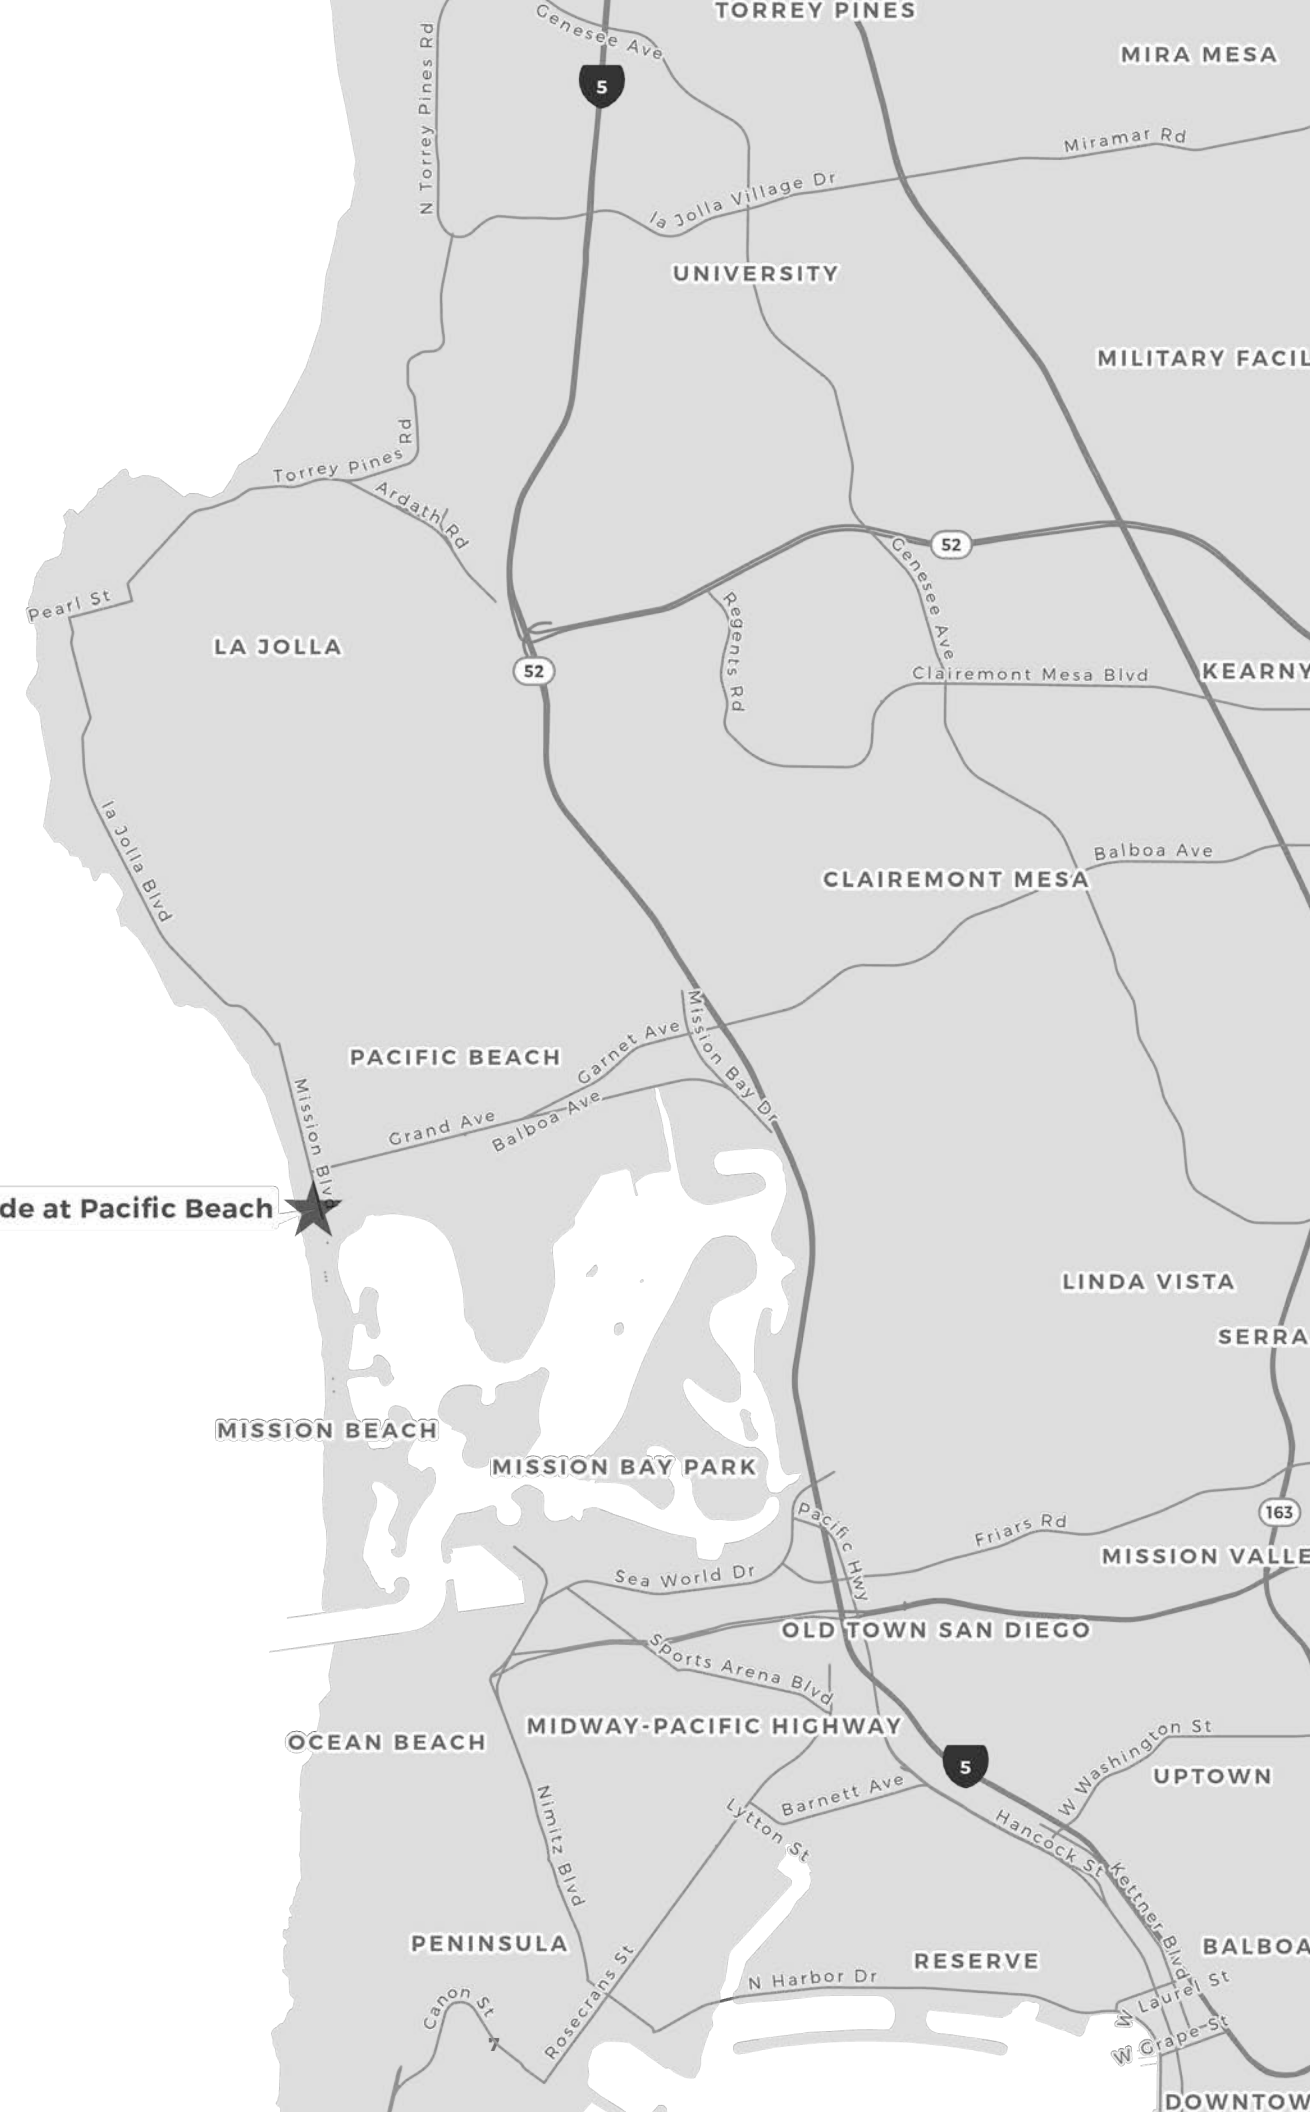 TORREY PINES
Genesee Ave
N Torrey Pines Rd
MIRA MESA
5
Miramar Rd
la Jolla Village Dr
UNIVERSITY
MILITARY FACIL
Torrey Pines Rd
Ardath Rd
52
Genesee Ave
Pearl St
Regents Rd
LA JOLLA
52
Clairemont Mesa Blvd
KEARNY
la Jolla Blvd
Balboa Ave
CLAIREMONT MESA
Mission Bay Dr
Garnet Ave
PACIFIC BEACH
Mission Blvd
Grand Ave
Balboa Ave
de at Pacific Beach
LINDA VISTA
SERRA
MISSION BEACH
MISSION BAY PARK
163
Pacific Hwy
Friars Rd
MISSION VALLE
Sea World Dr
OLD TOWN SAN DIEGO
Sports Arena Blvd
OCEAN BEACH
MIDWAY-PACIFIC HIGHWAY
W Washington St
5
UPTOWN
Nimitz Blvd
Barnett Ave
Lytton St
Hancock St
Kettner Blvd
PENINSULA
BALBOA
RESERVE
N Harbor Dr
W Laurel St
Canon St
Rosecrans St
7
W Grape St
DOWNTOW